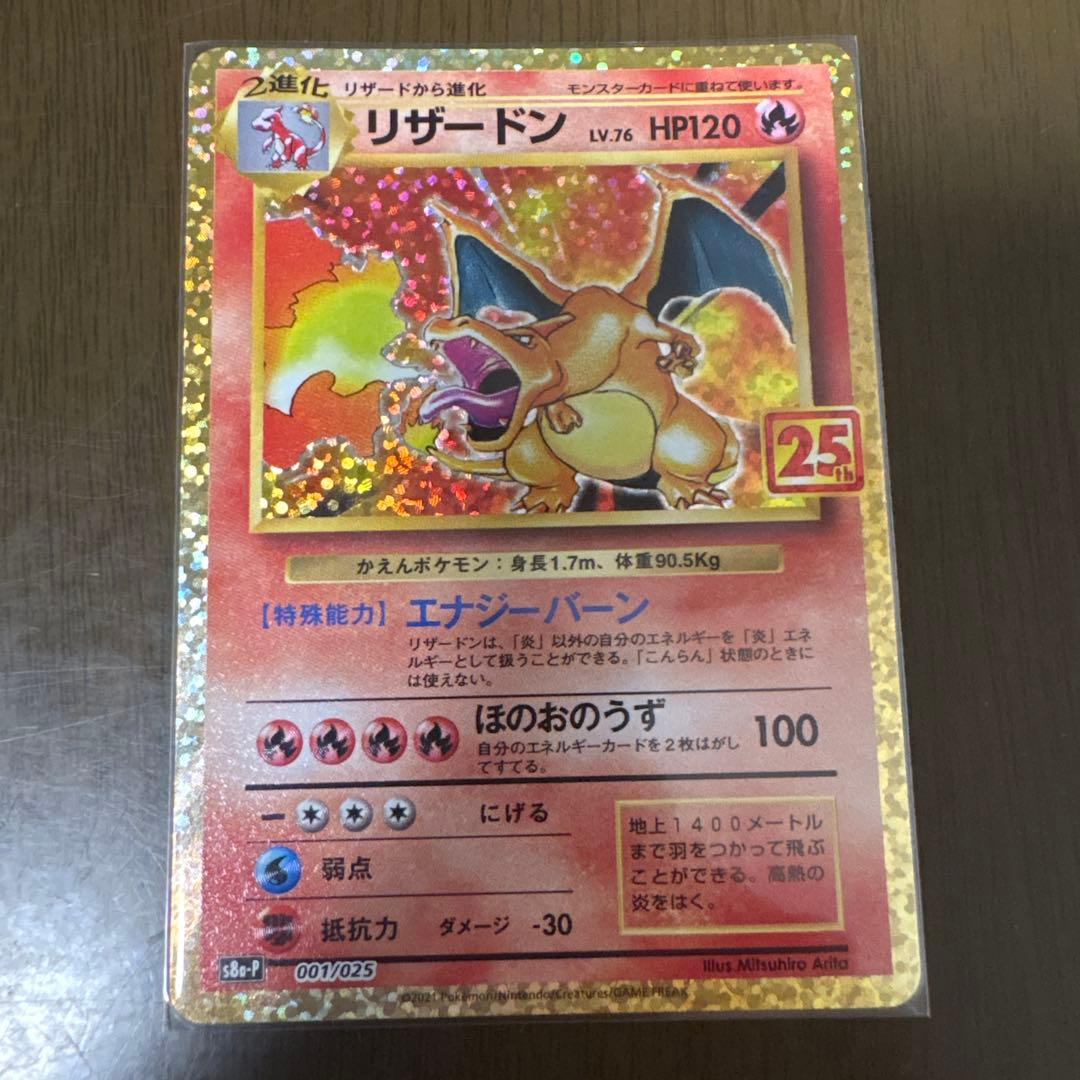 2進化 リザードから進化 モンスターカードに重ねて使います。
リザードン LV.76 HP120
25th
かえんポケモン：身長1.7m、体重90.5Kg
【特殊能力】エナジーバーン
リザードンは、「炎」以外の自分のエネルギーを「炎」エネ
ルギーとして扱うことができる。「こんらん」状態のときに
は使えない。
ほのおのうず 100
自分のエネルギーカードを2枚はがし
てすてる。
ー にげる
弱点
抵抗力 ダメージ -30
地上1400メートル
まで羽をつかって飛ぶ
ことができる。高熱の
炎をはく。
s8a-P 001/025
Illus Mitsuhiro Arita
©2021 Pokémon/Nintendo/Creatures/GAME FREAK